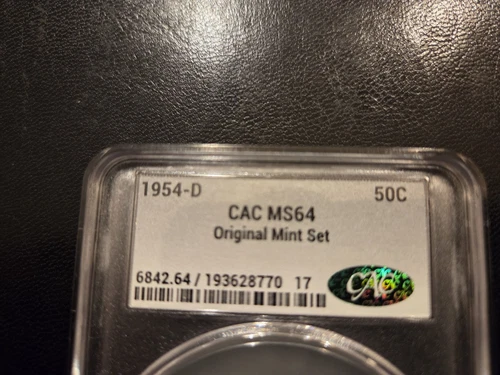 1954-D 50C
CAC MS64
Original Mint Set
6842.64 / 193628770 17
CAC